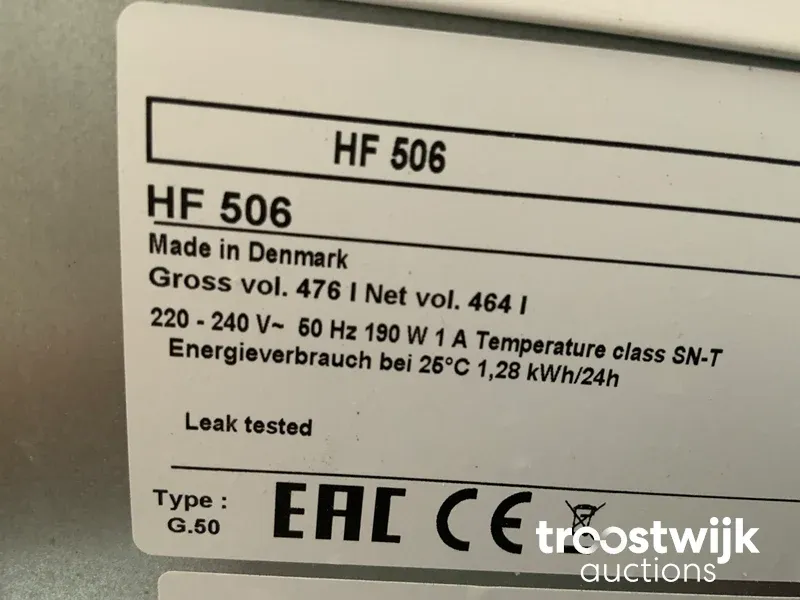 HF 506
HF 506
Made in Denmark
Gross vol. 476 l Net vol. 464 l
220 - 240 V~ 50 Hz 190 W 1 A Temperature class SN-T
Energieverbrauch bei 25°C 1,28 kWh/24h
Leak tested
Type :
G.50
EAC CE
troostwijk
auctions